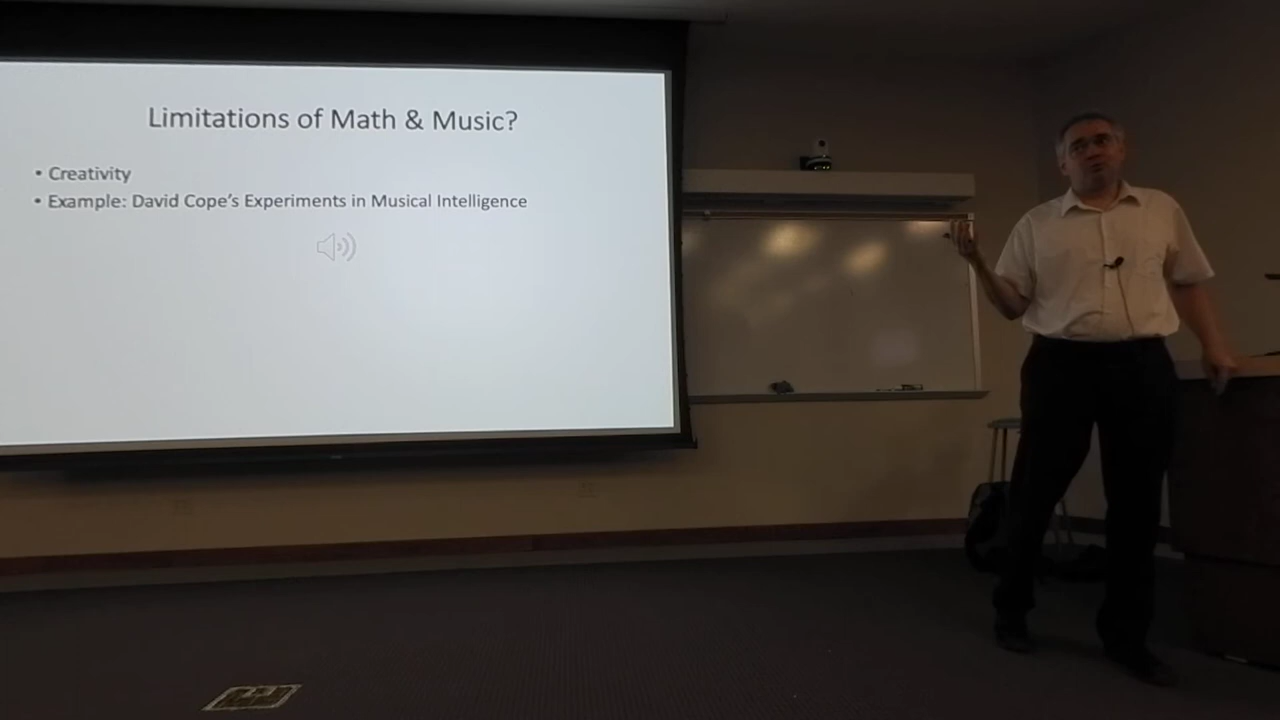 Limitations of Math & Music?
• Creativity
• Example: David Cope's Experiments in Musical Intelligence